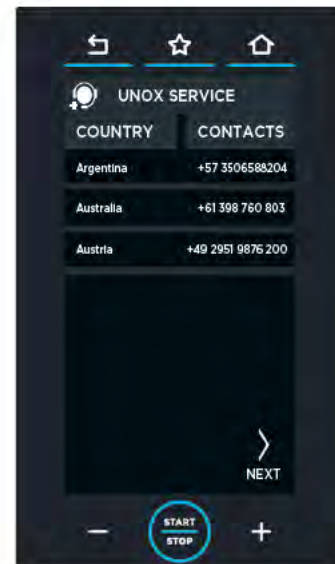 UNOX SERVICE
COUNTRY CONTACTS
Argentina +57 3506588204
Australia +61 398 760 803
Austria +49 2951 9876 200
NEXT
START
STOP